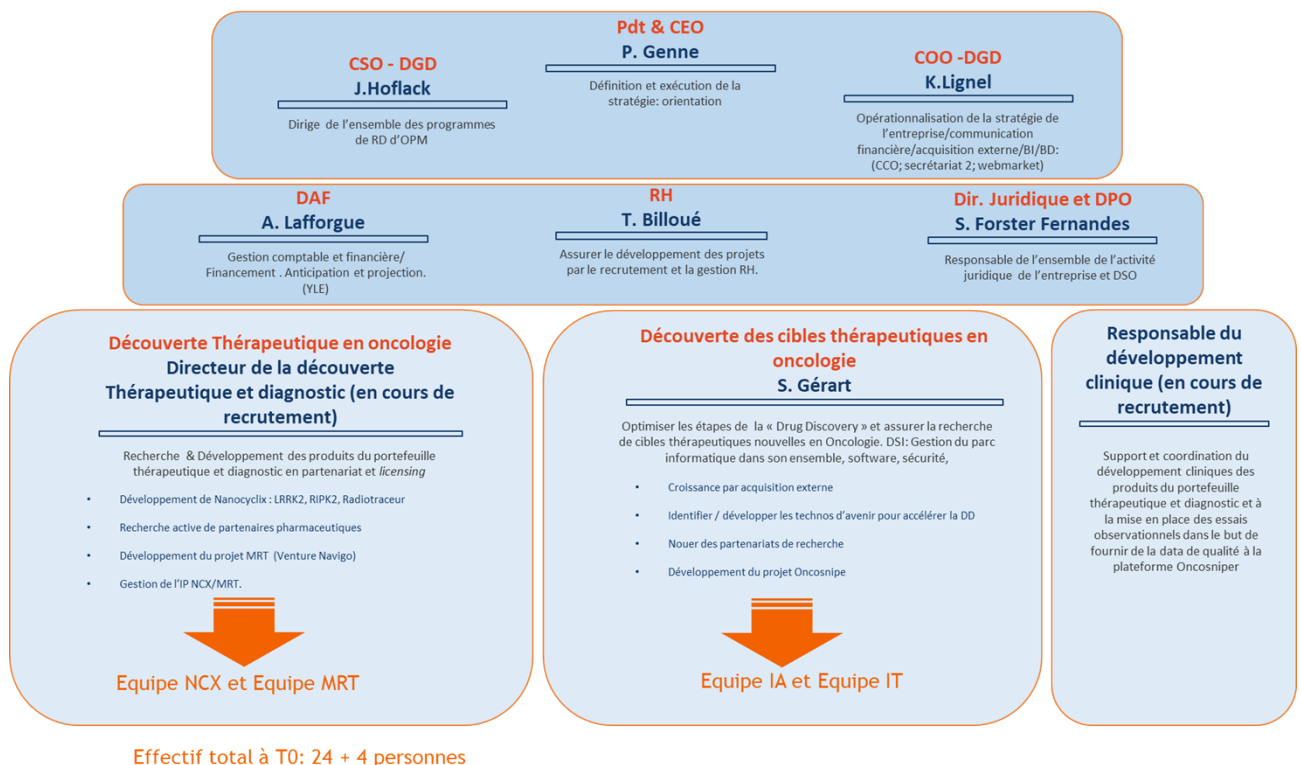 Pdt & CEO
P. Genne
Définition et exécution de la
stratégie: orientation
CSO - DGD
J.Hoflack
Dirige de l'ensemble des programmes
de RD d'OPM
COO -DGD
K.Lignel
Opérationnalisation de la stratégie de
l'entreprise/communication
financière/acquisition externe/BI/BD:
(CCO; secrétariat 2; webmarket)
DAF
A. Lafforgue
Gestion comptable et financière/
Financement . Anticipation et projection.
(YLE)
RH
T. Billoué
Assurer le développement des projets
par le recrutement et la gestion RH.
Dir. Juridique et DPO
S. Forster Fernandes
Responsable de l'ensemble de l'activité
juridique de l'entreprise et DSO
Découverte Thérapeutique en oncologie
Directeur de la découverte
Thérapeutique et diagnostic (en cours de
recrutement)
Recherche & Développement des produits du portefeuille
thérapeutique et diagnostic en partenariat et licensing
• Développement de Nanocyclix : LRRK2, RIPK2, Radiotraceur
• Recherche active de partenaires pharmaceutiques
• Développement du projet MRT (Venture Navigo)
• Gestion de l'IP NCX/MRT.
Equipe NCX et Equipe MRT
Découverte des cibles thérapeutiques en
oncologie
S. Gérart
Optimiser les étapes de la « Drug Discovery » et assurer la recherche
de cibles thérapeutiques nouvelles en Oncologie. DSI: Gestion du parc
informatique dans son ensemble, software, sécurité,
• Croissance par acquisition externe
• Identifier / développer les technos d'avenir pour accélérer la DD
• Nouer des partenariats de recherche
• Développement du projet Oncosnipe
Equipe IA et Equipe IT
Responsable du
développement
clinique (en cours de
recrutement)
Support et coordination du
développement cliniques des
produits du portefeuille
thérapeutique et diagnostic et à
la mise en place des essais
observationnels dans le but de
fournir de la data de qualité à la
plateforme Oncosniper
Effectif total à T0: 24 + 4 personnes